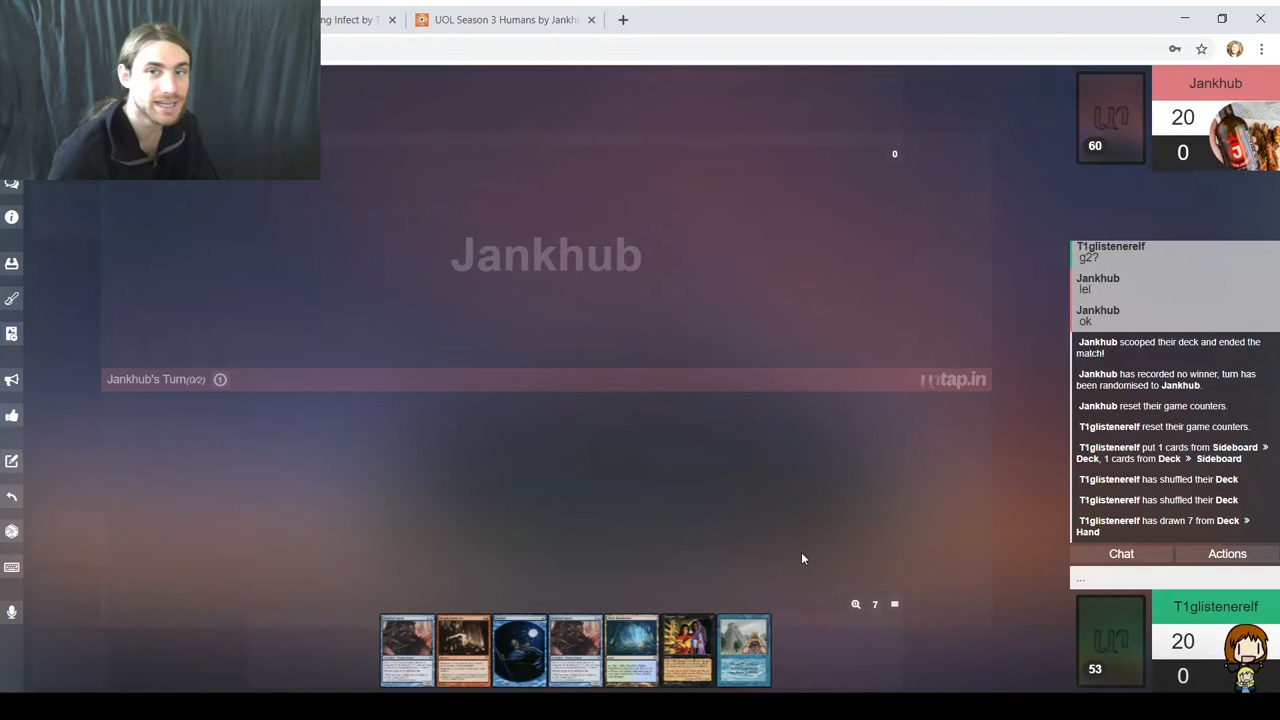 ng Infect by T
UOL Season 3 Humans by Jankh
Jankhub
20
60
0
0
Jankhub
T1glistenerelf
g2?
Jankhub
lel
Jankhub
ok
Jankhub scooped their deck and ended the
match!
Jankhub has recorded no winner, turn has
been randomised to Jankhub.
Jankhub reset their game counters.
T1glistenerelf reset their game counters.
T1glistenerelf put 1 cards from Sideboard »
Deck, 1 cards from Deck » Sideboard
T1glistenerelf has shuffled their Deck
T1glistenerelf has shuffled their Deck
T1glistenerelf has drawn 7 from Deck »
Hand
Jankhub's Turn(0/2) 1
untap.in
Chat
Actions
...
7
T1glistenerelf
20
53
0